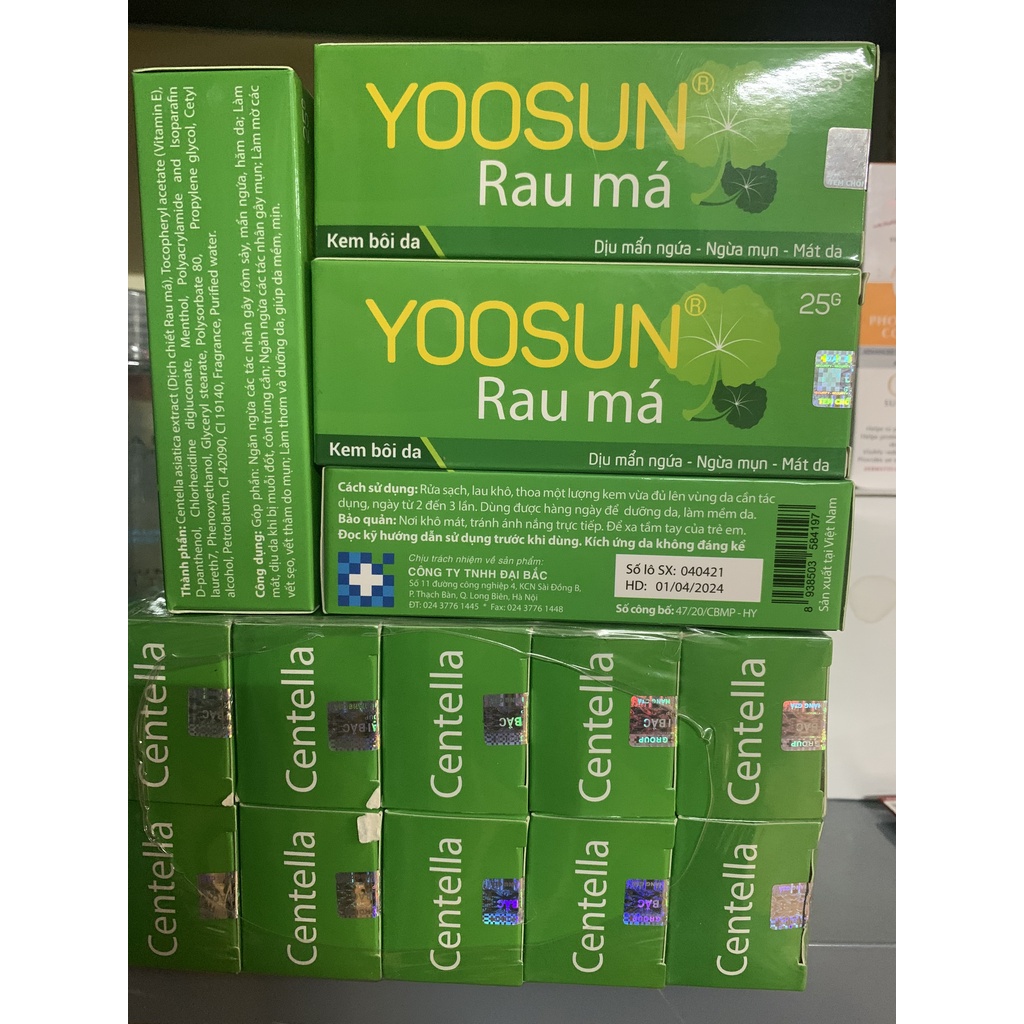 Thành phần: Centella asiatica extract (Dịch chiết Rau má), Tocopheryl acetate (Vitamin E),
D-panthenol, Chlorhexidine digluconate, Menthol, Polyacrylamide and Isoparafin
laureth7, Phenoxyethanol, Glyceryl stearate, Polysorbate 80, Propylene glycol, Cetyl
alcohol, Petrolatum, CI 42090, CI 19140, Fragrance, Purified water.
Công dụng: Góp phần: Ngăn ngừa các tác nhân gây rôm sảy, mẩn ngứa, hăm da; Làm
mát, dịu da khi bị muỗi đốt, côn trùng cắn; Ngăn ngừa các tác nhân gây mụn; Làm mờ các
vết sẹo, vết thâm do mụn; Làm thơm và dưỡng da, giúp da mềm, mịn.
YOOSUN®
25G
Rau má
Kem bôi da
Dịu mẩn ngứa - Ngừa mụn - Mát da
YOOSUN®
25G
Rau má
Kem bôi da
Dịu mẩn ngứa - Ngừa mụn - Mát da
Cách sử dụng: Rửa sạch, lau khô, thoa một lượng kem vừa đủ lên vùng da cần tác
dụng, ngày từ 2 đến 3 lần. Dùng được hàng ngày để dưỡng da, làm mềm da.
Bảo quản: Nơi khô mát, tránh ánh nắng trực tiếp. Để xa tầm tay của trẻ em.
Đọc kỹ hướng dẫn sử dụng trước khi dùng. Kích ứng da không đáng kể
Chịu trách nhiệm về sản phẩm:
CÔNG TY TNHH ĐẠI BẮC
Số 11 đường công nghiệp 4, KCN Sài Đồng B,
P. Thạch Bàn, Q. Long Biên, Hà Nội
ĐT: 024 3776 1445 * Fax: 024 3776 1448
Số lô SX: 040421
HD: 01/04/2024
Số công bố: 47/20/CBMP - HY
8 938503 584197
Sản xuất tại Việt Nam
Centella
Centella
Centella
Centella
Centella
Centella
Centella
Centella
Centella
Centella